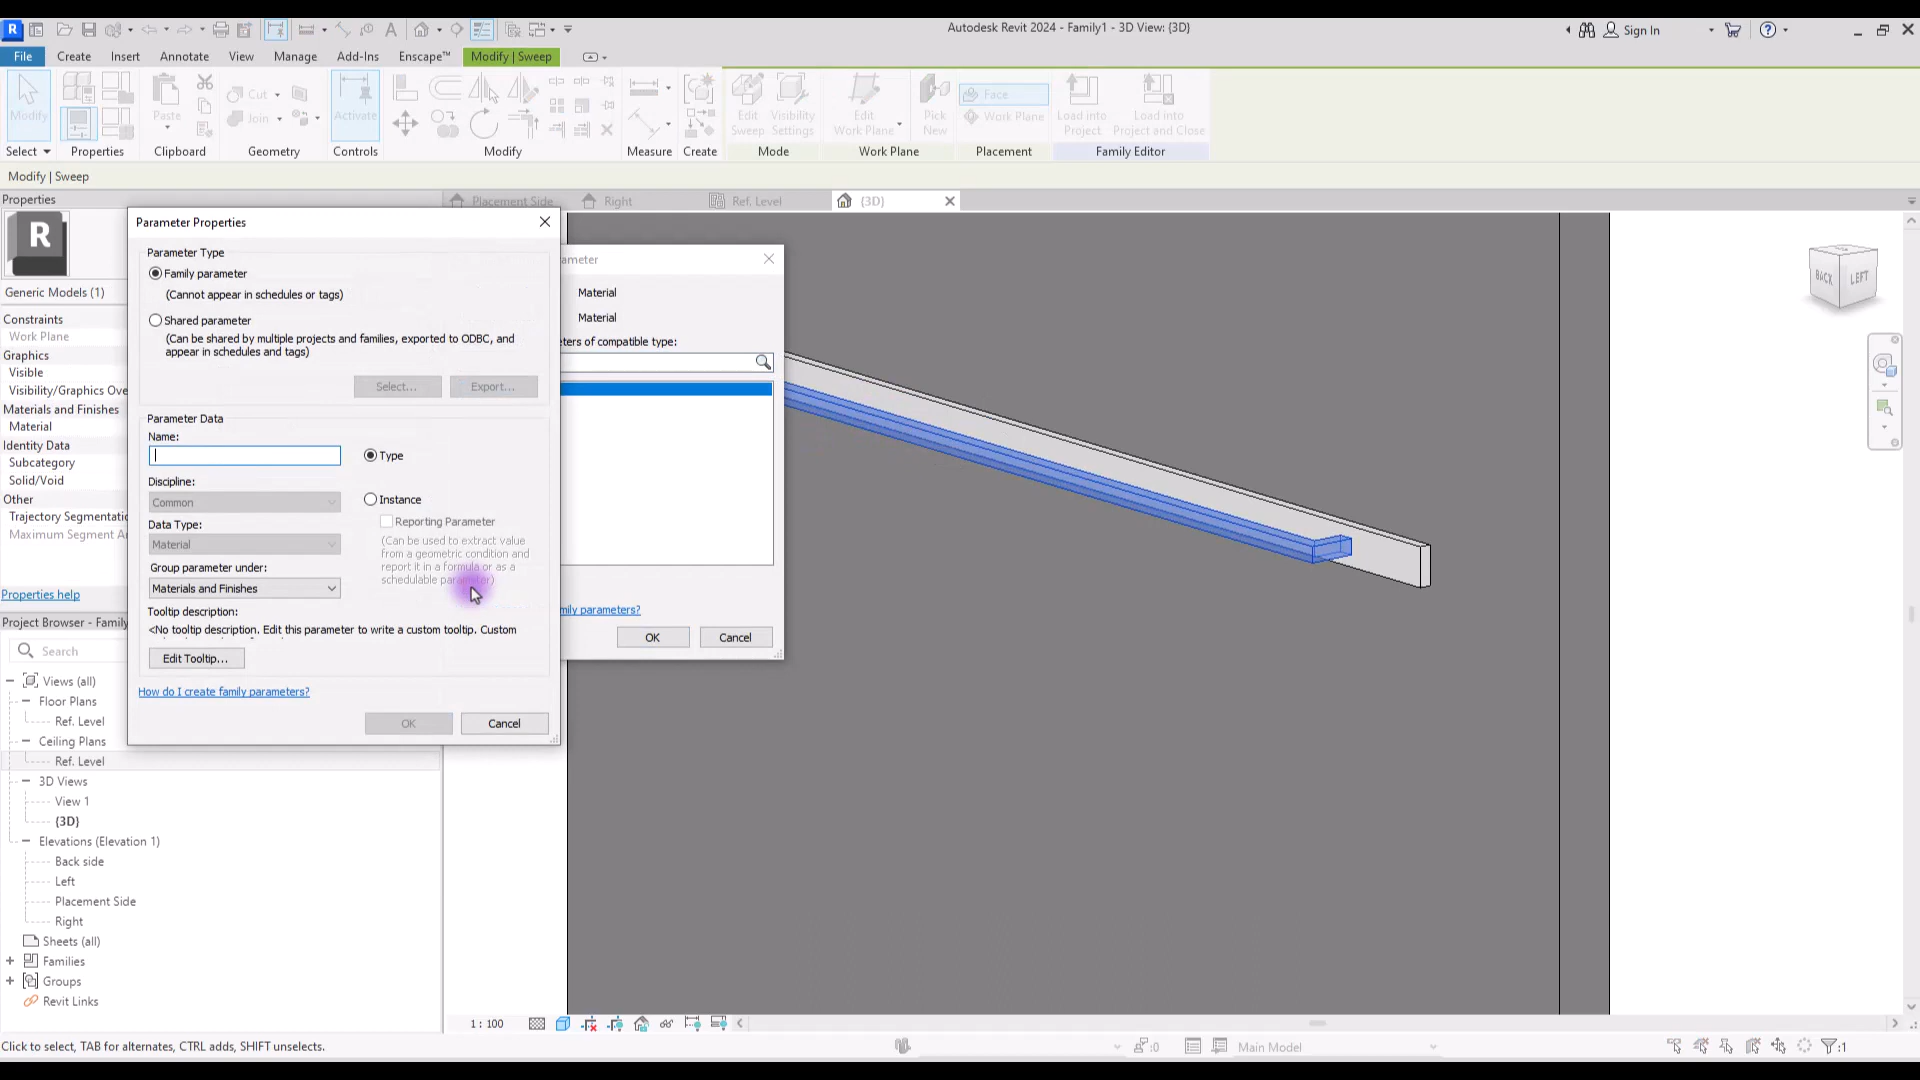 Autodesk Revit 2024 - Family1 - 3D View: {3D}
Sign In
File
Create
Insert
Annotate
View
Manage
Add-Ins
Enscape™
Modify | Sweep
Modify
Paste
Cut
Join
Activate
Edit Sweep
Visibility Settings
Edit Work Plane
Pick New
Face
Work Plane
Load into Project
Load into Project and Close
Select
Properties
Clipboard
Geometry
Controls
Modify
Measure
Create
Mode
Work Plane
Placement
Family Editor
Modify | Sweep
Properties
Placement Side
Right
Ref. Level
{3D}
R
Generic Models (1)
Constraints
Work Plane
Graphics
Visible
Visibility/Graphics Ove
Materials and Finishes
Material
Identity Data
Subcategory
Solid/Void
Other
Trajectory Segmentatic
Maximum Segment A
Properties help
Parameter Properties
Parameter Type
Family parameter
(Cannot appear in schedules or tags)
Shared parameter
(Can be shared by multiple projects and families, exported to ODBC, and
appear in schedules and tags)
Select...
Export...
Parameter Data
Name:
Type
Discipline:
Common
Instance
Reporting Parameter
Data Type:
(Can be used to extract value
from a geometric condition and
report it in a formula or as a
schedulable parameter)
Material
Group parameter under:
Materials and Finishes
Tooltip description:
<No tooltip description. Edit this parameter to write a custom tooltip. Custom
Edit Tooltip...
How do I create family parameters?
OK
Cancel
ameter
Material
Material
eters of compatible type:
mily parameters?
OK
Cancel
BACK
LEFT
Project Browser - Family
Search
Views (all)
Floor Plans
Ref. Level
Ceiling Plans
Ref. Level
3D Views
View 1
{3D}
Elevations (Elevation 1)
Back side
Left
Placement Side
Right
Sheets (all)
Families
Groups
Revit Links
1 : 100
Click to select, TAB for alternates, CTRL adds, SHIFT unselects.
:0
Main Model
:1